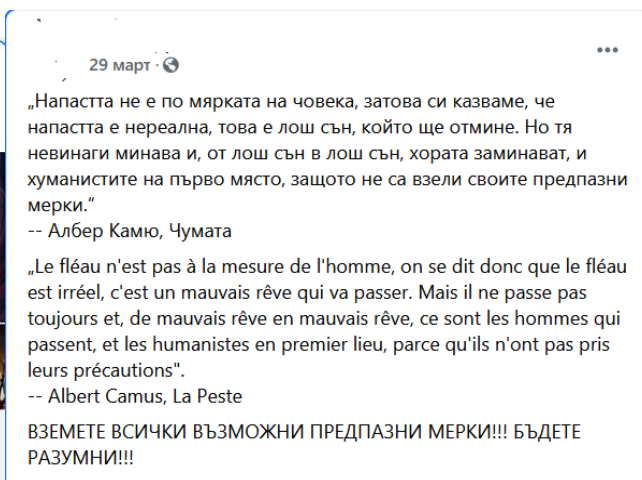 29 март ·
„Напастта не е по мярката на човека, затова си казваме, че
напастта е нереална, това е лош сън, който ще отмине. Но тя
невинаги минава и, от лош сън в лош сън, хората заминават, и
хуманистите на първо място, защото не са взели своите предпазни
мерки.“
-- Албер Камю, Чумата
„Le fléau n'est pas à la mesure de l'homme, on se dit donc que le fléau
est irréel, c'est un mauvais rêve qui va passer. Mais il ne passe pas
toujours et, de mauvais rêve en mauvais rêve, ce sont les hommes qui
passent, et les humanistes en premier lieu, parce qu'ils n'ont pas pris
leurs précautions".
-- Albert Camus, La Peste
ВЗЕМЕТЕ ВСИЧКИ ВЪЗМОЖНИ ПРЕДПАЗНИ МЕРКИ!!! БЪДЕТЕ
РАЗУМНИ!!!